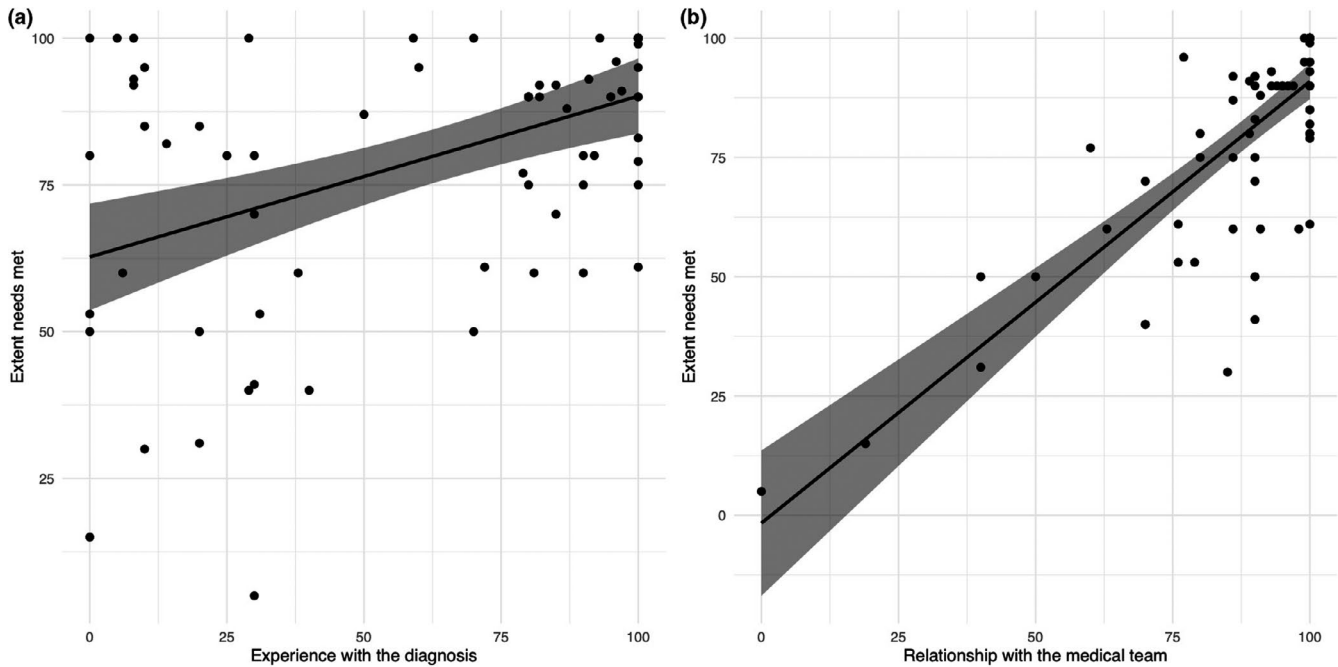 (a)
100
75
50
25
Extent needs met
0 25 50 75 100
Experience with the diagnosis
(b)
100
75
50
25
0
Extent needs met
0 25 50 75 100
Relationship with the medical team